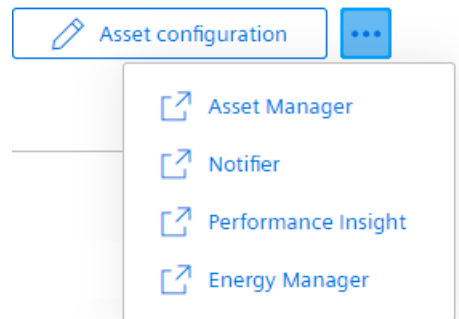 Asset configuration
Asset Manager
Notifier
Performance Insight
Energy Manager